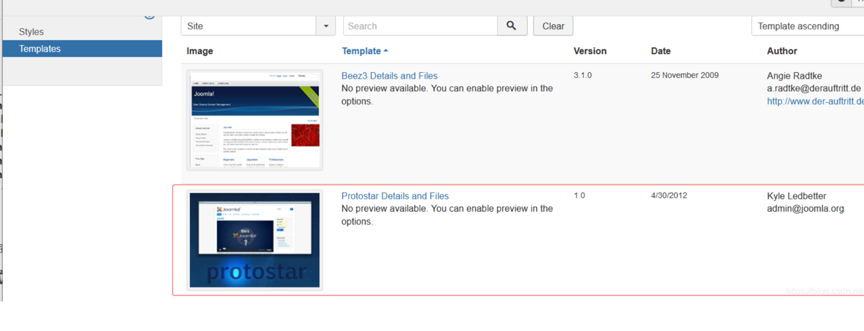 Site
Search
Clear
Template ascending
Styles
Templates
Image
Template
Version
Date
Author
Beez3 Details and Files
3.1.0
25 November 2009
Angie Radtke
No preview available. You can enable preview in the
a.radtke@derauftritt.de
options.
http://www.der-auftritt.de
Joomla!
Protostar Details and Files
1.0
4/30/2012
Kyle Ledbetter
No preview available. You can enable preview in the
admin@joomla.org
options.
Joomla!
protostar